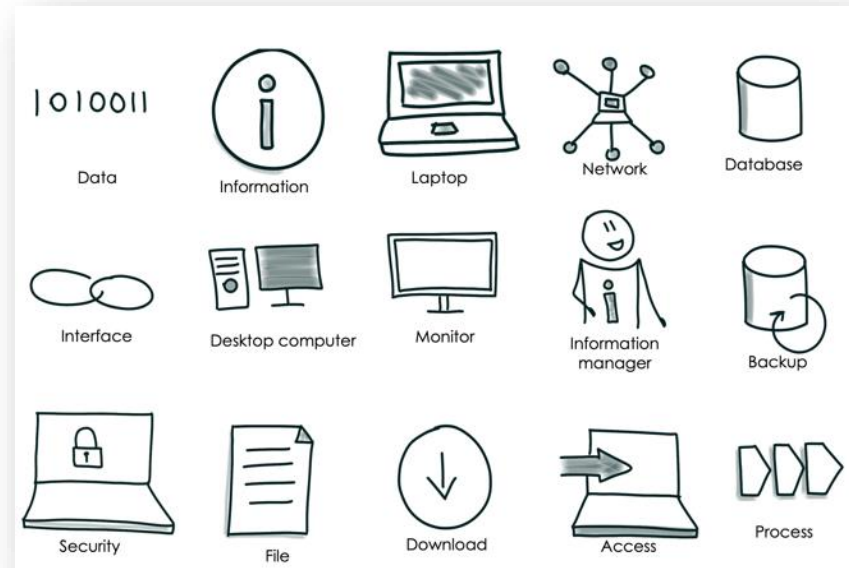 1010011
Data
Information
Laptop
Network
Database
Interface
Desktop computer
Monitor
Information
manager
Backup
Security
File
Download
Access
Process